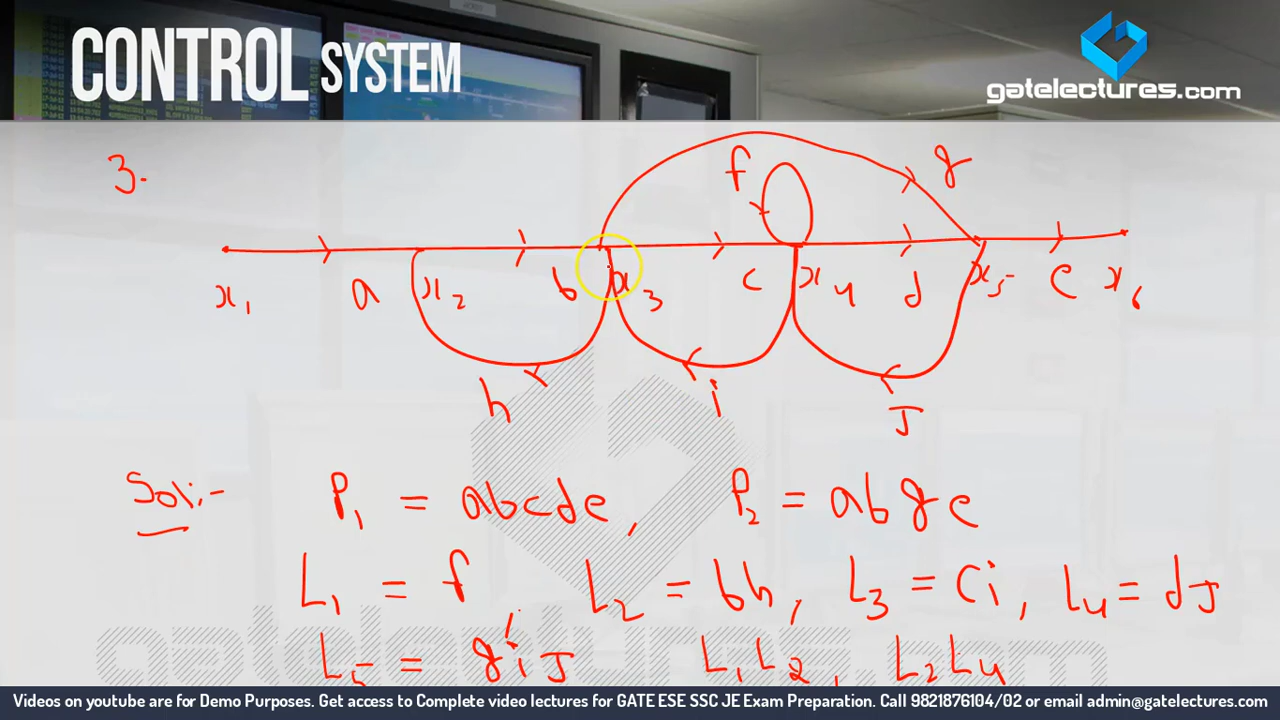 CONTROL SYSTEM
gatelectures.com
3.
f g
x1 a x2 b x3 c x4 d x5 e x6
h i J
Sol:-
P1 = abcde, P2 = abge
L1 = f L2 = bh, L3 = ci, L4 = dJ
L5 = giJ L1L2, L2L4
gatelectures.com
Videos on youtube are for Demo Purposes. Get access to Complete video lectures for GATE ESE SSC JE Exam Preparation. Call 9821876104/02 or email admin@gatelectures.com